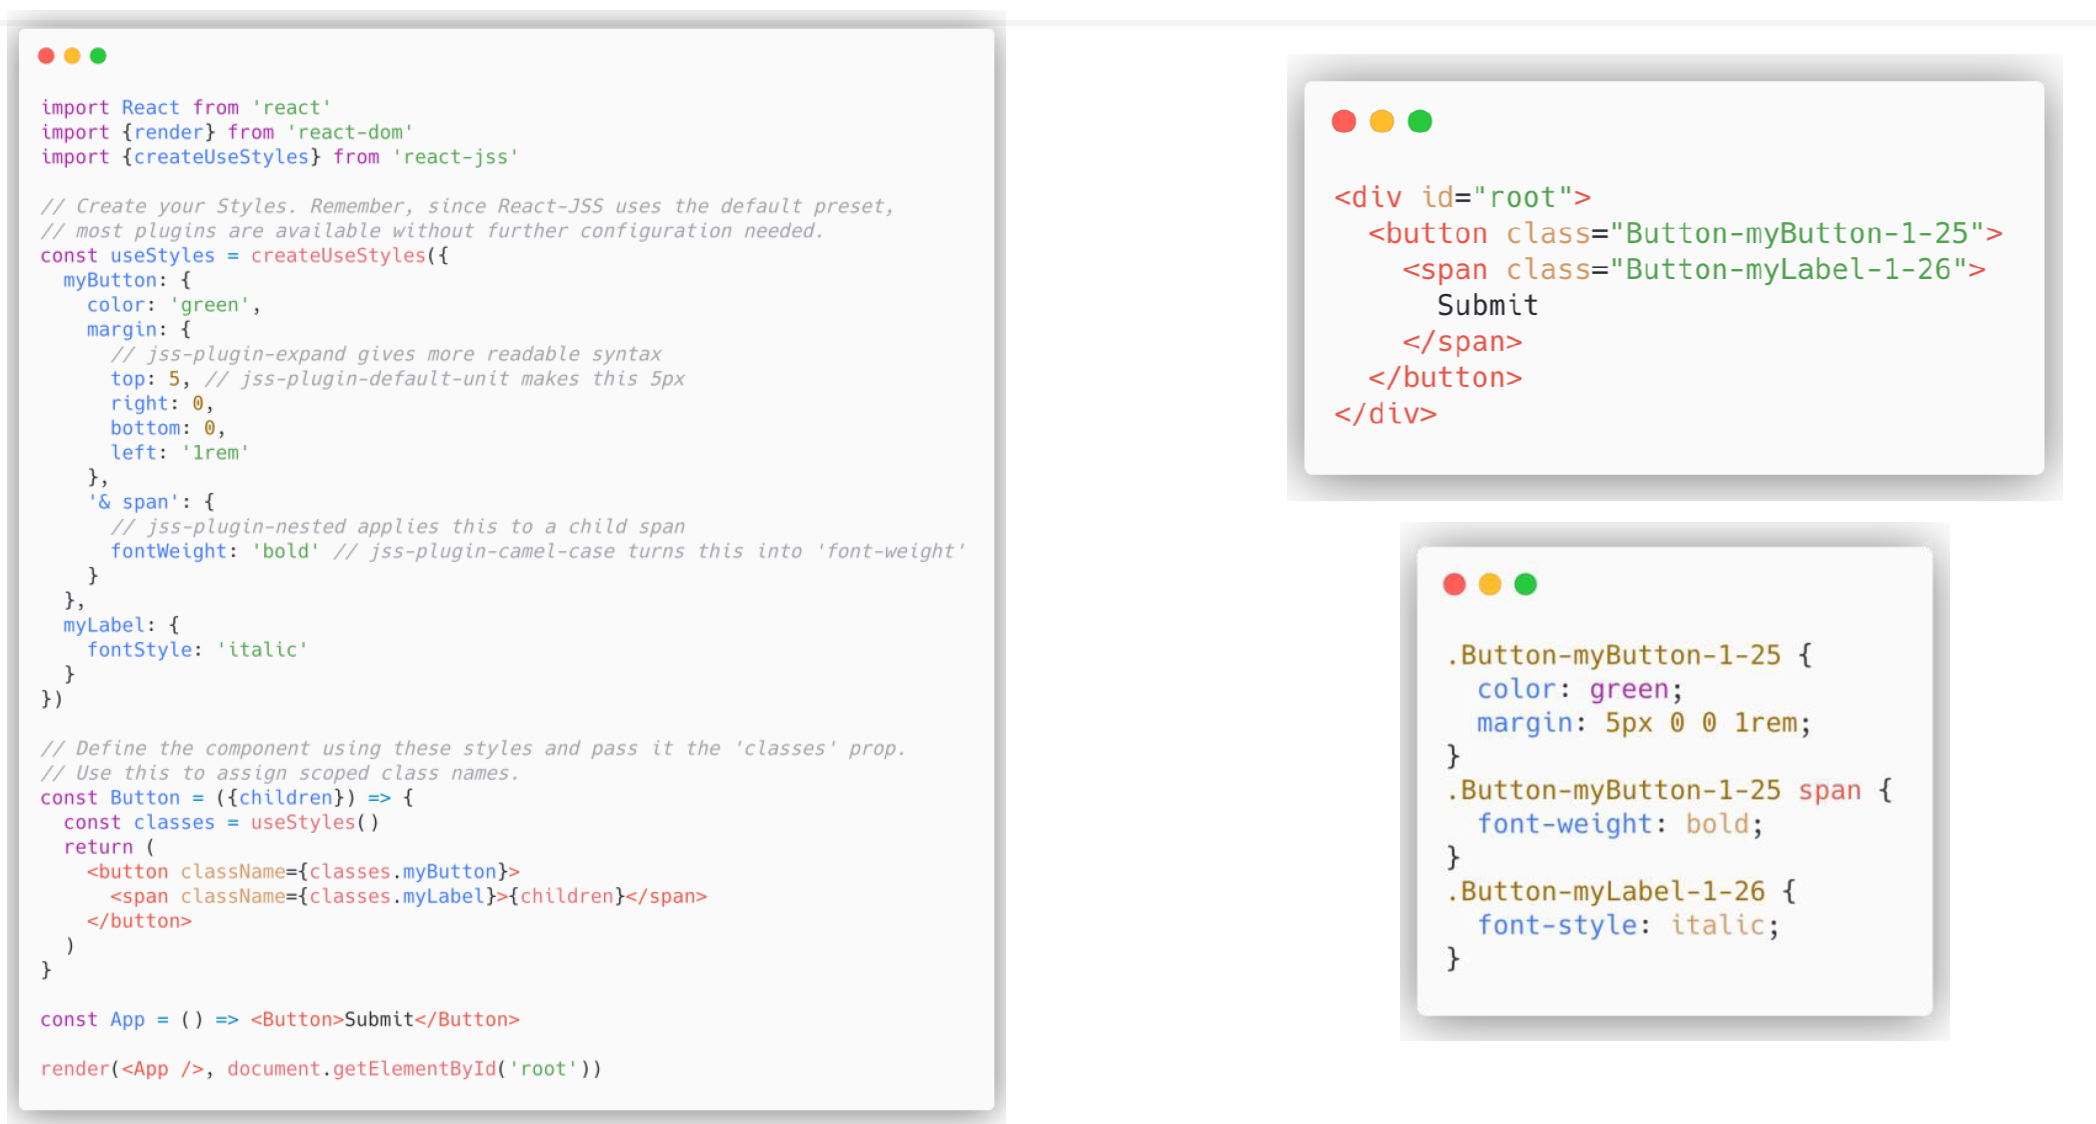 import React from 'react'
import {render} from 'react-dom'
import {createUseStyles} from 'react-jss'
// Create your Styles. Remember, since React-JSS uses the default preset,
// most plugins are available without further configuration needed.
const useStyles = createUseStyles({
  myButton: {
    color: 'green',
    margin: {
      // jss-plugin-expand gives more readable syntax
      top: 5, // jss-plugin-default-unit makes this 5px
      right: 0,
      bottom: 0,
      left: '1rem'
    },
    '& span': {
      // jss-plugin-nested applies this to a child span
      fontWeight: 'bold' // jss-plugin-camel-case turns this into 'font-weight'
    }
  },
  myLabel: {
    fontStyle: 'italic'
  }
})
// Define the component using these styles and pass it the 'classes' prop.
// Use this to assign scoped class names.
const Button = ({children}) => {
  const classes = useStyles()
  return (
    <button className={classes.myButton}>
      <span className={classes.myLabel}>{children}</span>
    </button>
  )
}
const App = () => <Button>Submit</Button>
render(<App />, document.getElementById('root'))
<div id="root">
  <button class="Button-myButton-1-25">
    <span class="Button-myLabel-1-26">
      Submit
    </span>
  </button>
</div>
.Button-myButton-1-25 {
  color: green;
  margin: 5px 0 0 1rem;
}
.Button-myButton-1-25 span {
  font-weight: bold;
}
.Button-myLabel-1-26 {
  font-style: italic;
}